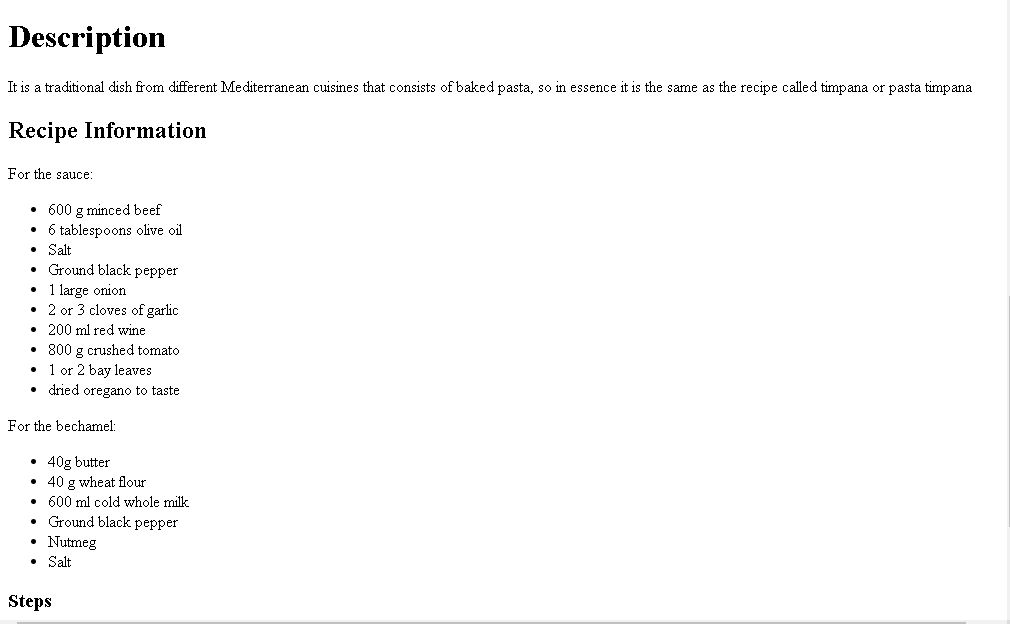 Description
It is a traditional dish from different Mediterranean cuisines that consists of baked pasta, so in essence it is the same as the recipe called timpana or pasta timpana
Recipe Information
For the sauce:
600 g minced beef
6 tablespoons olive oil
Salt
Ground black pepper
1 large onion
2 or 3 cloves of garlic
200 ml red wine
800 g crushed tomato
1 or 2 bay leaves
dried oregano to taste
For the bechamel:
40g butter
40 g wheat flour
600 ml cold whole milk
Ground black pepper
Nutmeg
Salt
Steps